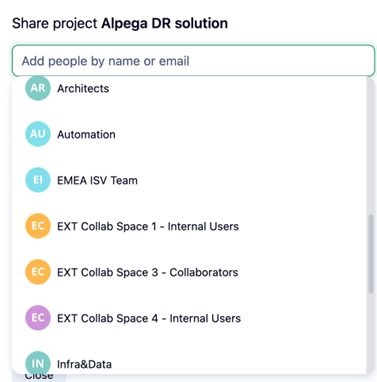 Share project Alpega DR solution
Add people by name or email
AR Architects
AU Automation
EI EMEA ISV Team
EC EXT Collab Space 1 - Internal Users
EC EXT Collab Space 3 - Collaborators
EC EXT Collab Space 4 - Internal Users
IN Infra&Data
Close